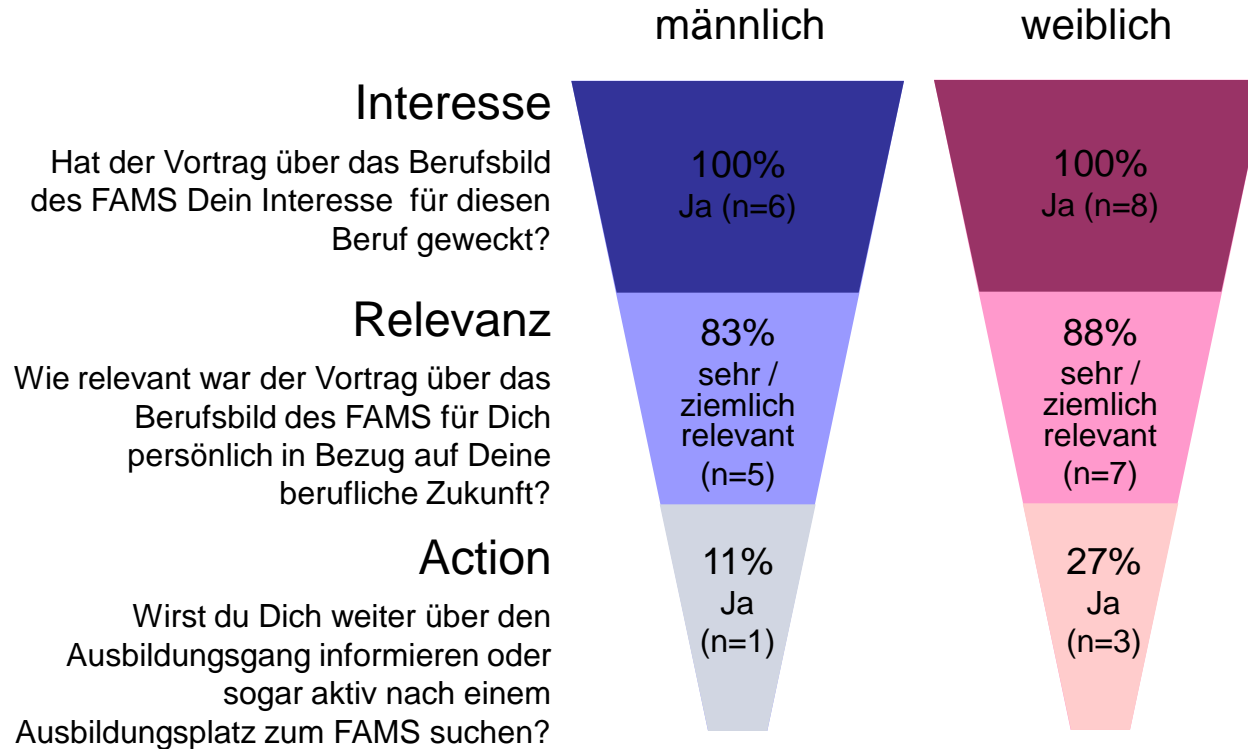 männlich
weiblich
Interesse
Hat der Vortrag über das Berufsbild
des FAMS Dein Interesse für diesen
Beruf geweckt?
100%
Ja (n=6)
100%
Ja (n=8)
Relevanz
Wie relevant war der Vortrag über das
Berufsbild des FAMS für Dich
persönlich in Bezug auf Deine
berufliche Zukunft?
83%
sehr /
ziemlich
relevant
(n=5)
88%
sehr /
ziemlich
relevant
(n=7)
Action
Wirst du Dich weiter über den
Ausbildungsgang informieren oder
sogar aktiv nach einem
Ausbildungsplatz zum FAMS suchen?
11%
Ja
(n=1)
27%
Ja
(n=3)